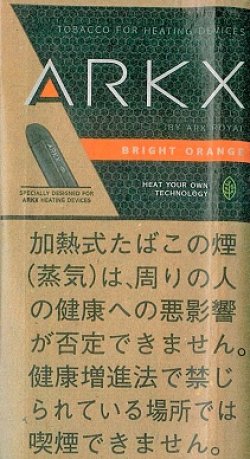 TOBACCO FOR HEATING DEVICES
ARKX
BY ARK ROYAL
BRIGHT ORANGE
ARKX
SPECIALLY DESIGNED FOR
ARKX HEATING DEVICES
HEAT YOUR OWN
TECHNOLOGY
加熱式たばこの煙
(蒸気)は、周りの人
の健康への悪影響
が否定できません。
健康増進法で禁じ
られている場所では
喫煙できません。